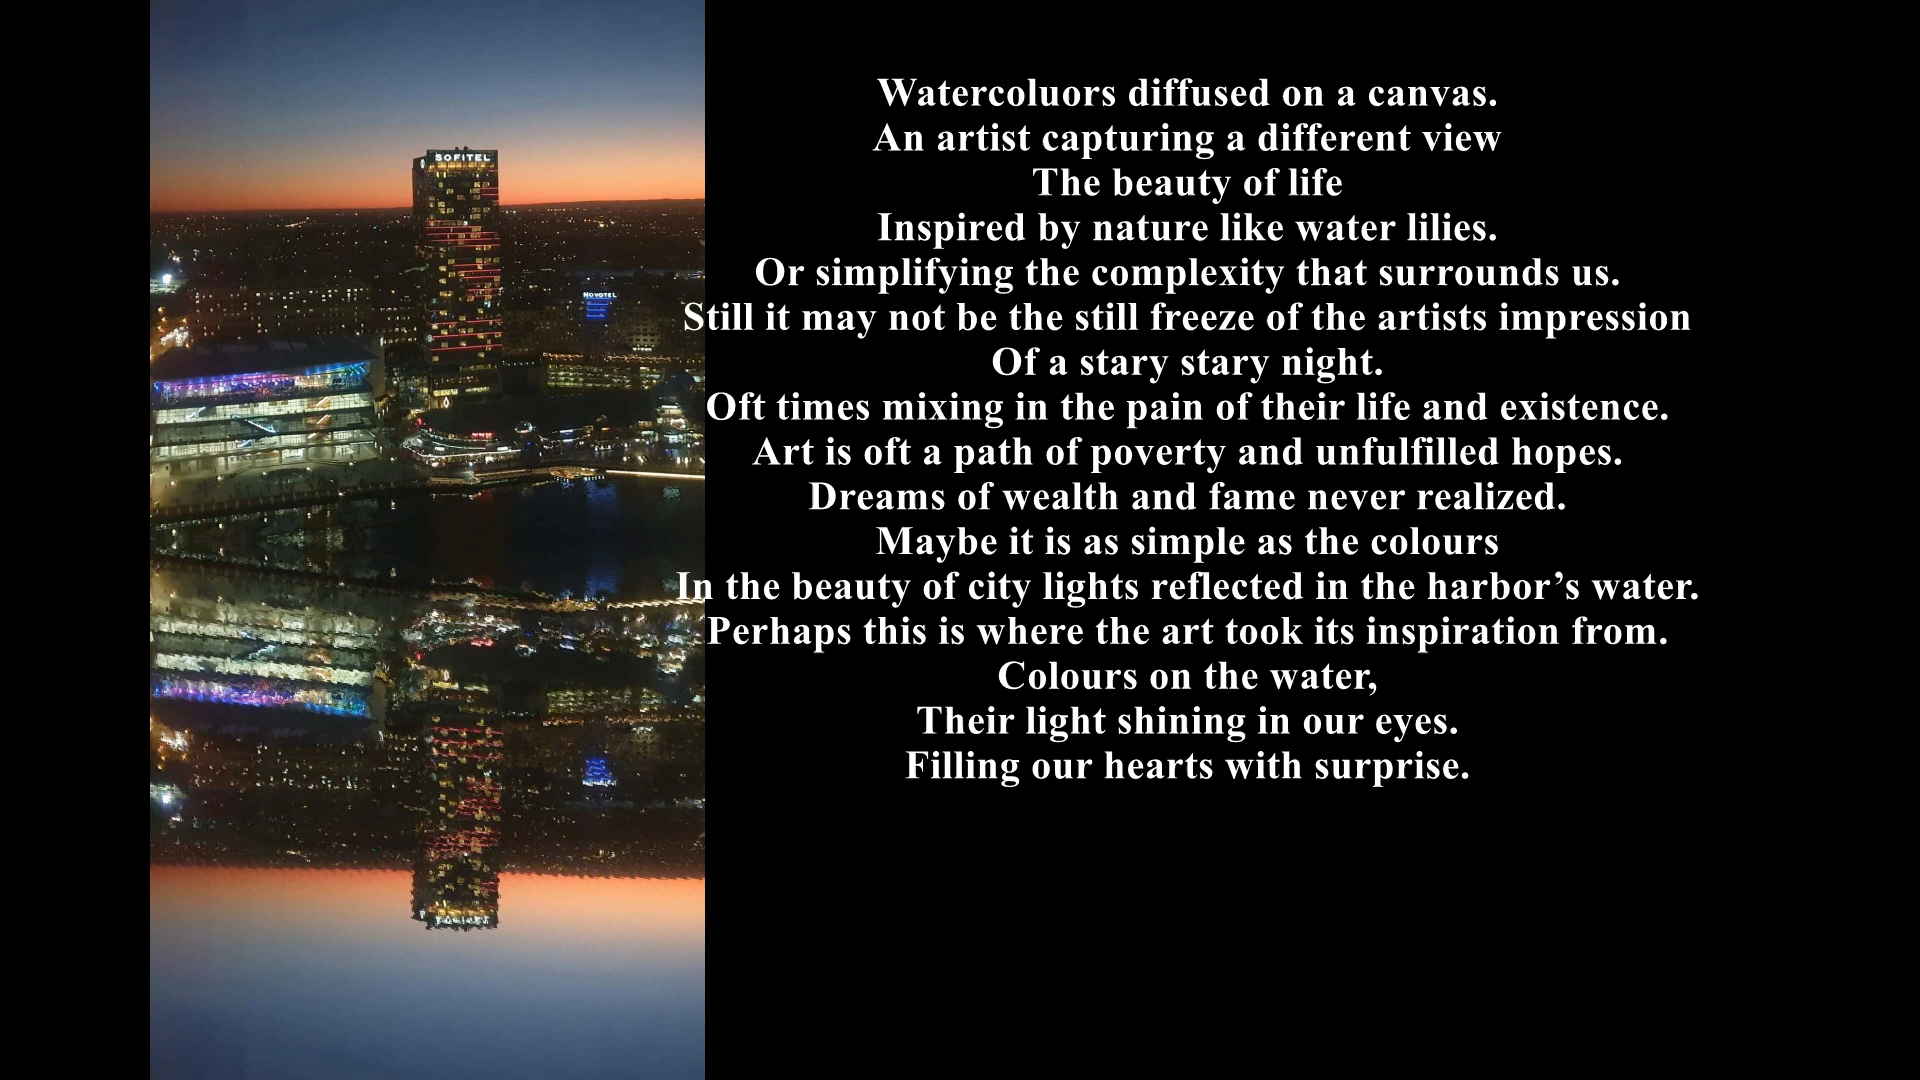 SOFITEL
NOVOTEL
Watercoluors diffused on a canvas.
An artist capturing a different view
The beauty of life
Inspired by nature like water lilies.
Or simplifying the complexity that surrounds us.
Still it may not be the still freeze of the artists impression
Of a stary stary night.
Oft times mixing in the pain of their life and existence.
Art is oft a path of poverty and unfulfilled hopes.
Dreams of wealth and fame never realized.
Maybe it is as simple as the colours
In the beauty of city lights reflected in the harbor’s water.
Perhaps this is where the art took its inspiration from.
Colours on the water,
Their light shining in our eyes.
Filling our hearts with surprise.